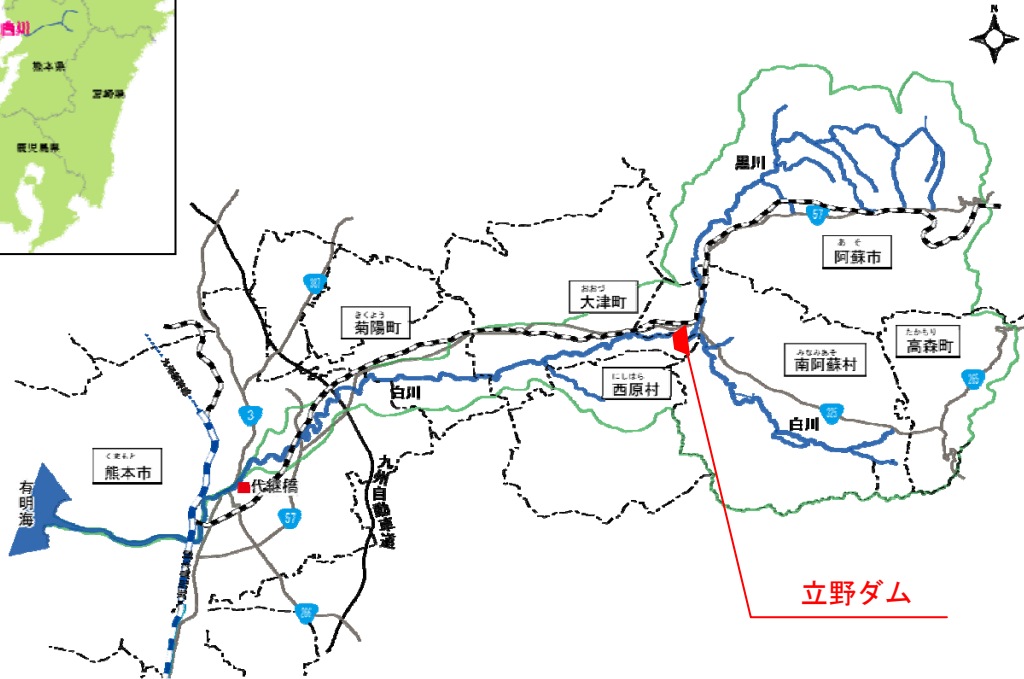 白川
熊本県
宮崎県
鹿児島県
N
黒川
57
あそ
阿蘇市
おおづ
大津町
387
きくよう
菊陽町
たかもり
高森町
みなみあそ
南阿蘇村
にしはら
西原村
265
白川
325
白川
3
くまもと
熊本市
代継橋
有明海
九州自動車道
57
立野ダム